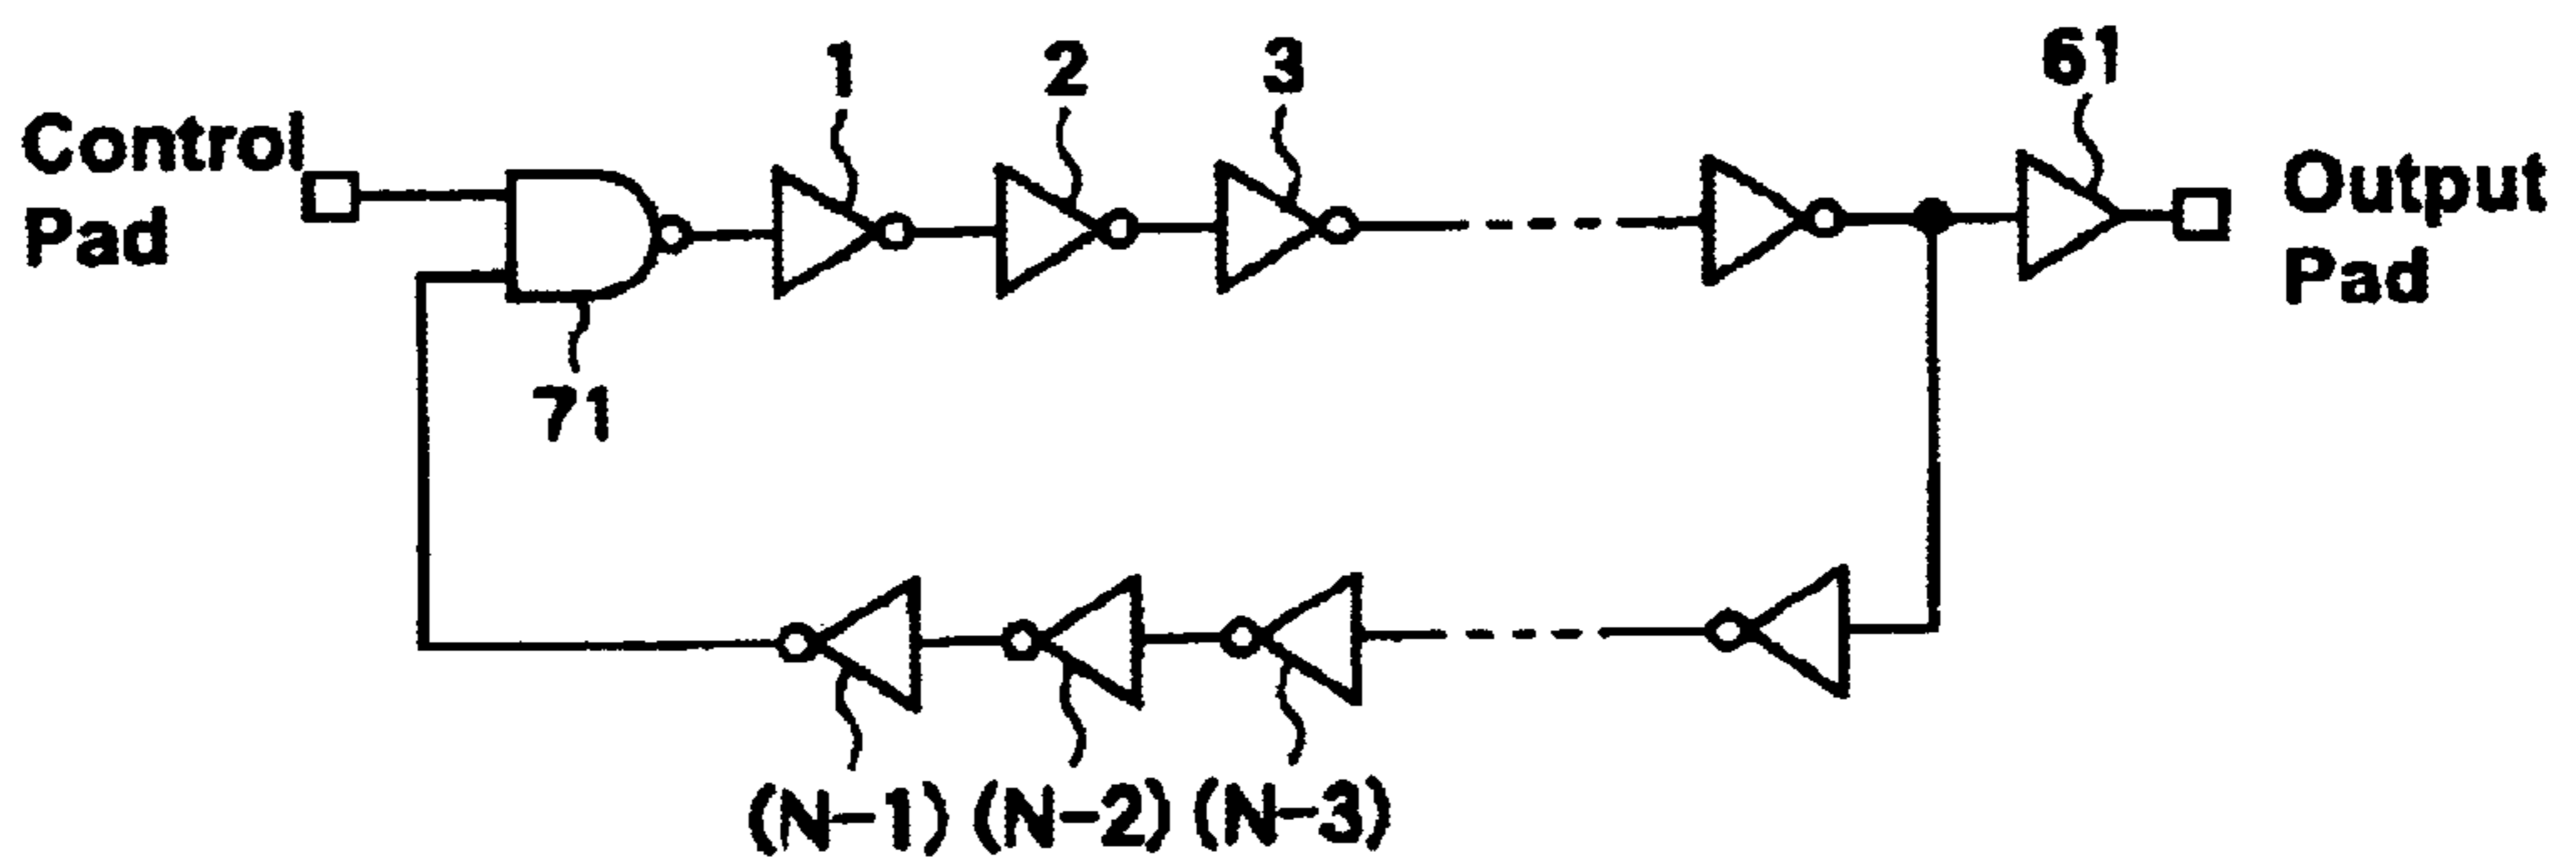 1
2
3
61
Control
Pad
Output
Pad
71
(N-1) (N-2) (N-3)